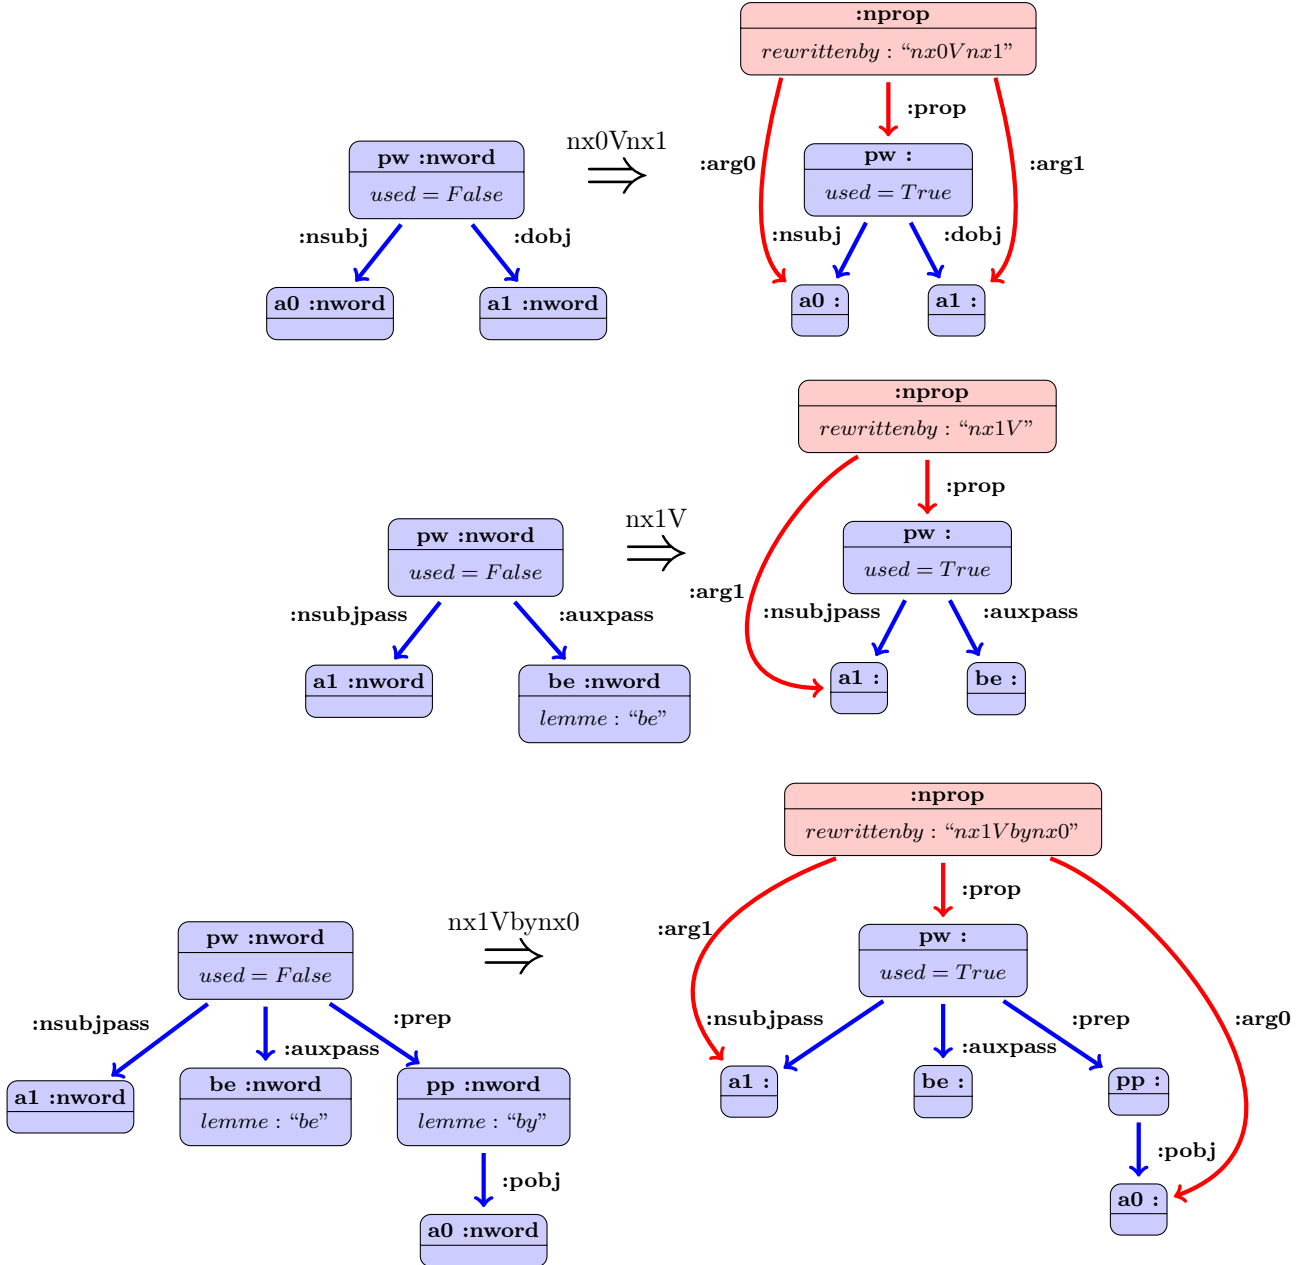 :nprop
rewrittenby : “nx0Vnx1”
:prop
nx0Vnx1
pw :nword
used = False
:arg0
pw :
used = True
:arg1
:nsubj
:dobj
:nsubj
:dobj
a0 :nword
a1 :nword
a0 :
a1 :
:nprop
rewrittenby : “nx1V”
:prop
nx1V
pw :nword
used = False
pw :
used = True
:arg1
:nsubjpass
:auxpass
:nsubjpass
:auxpass
a1 :nword
be :nword
lemme : “be”
a1 :
be :
:nprop
rewrittenby : “nx1Vbynx0”
:prop
nx1Vbynx0
pw :nword
used = False
:arg1
pw :
used = True
:nsubjpass
:auxpass
:prep
:nsubjpass
:auxpass
:prep
:arg0
a1 :nword
be :nword
lemme : “be”
pp :nword
lemme : “by”
a1 :
be :
pp :
:pobj
:pobj
a0 :nword
a0 :